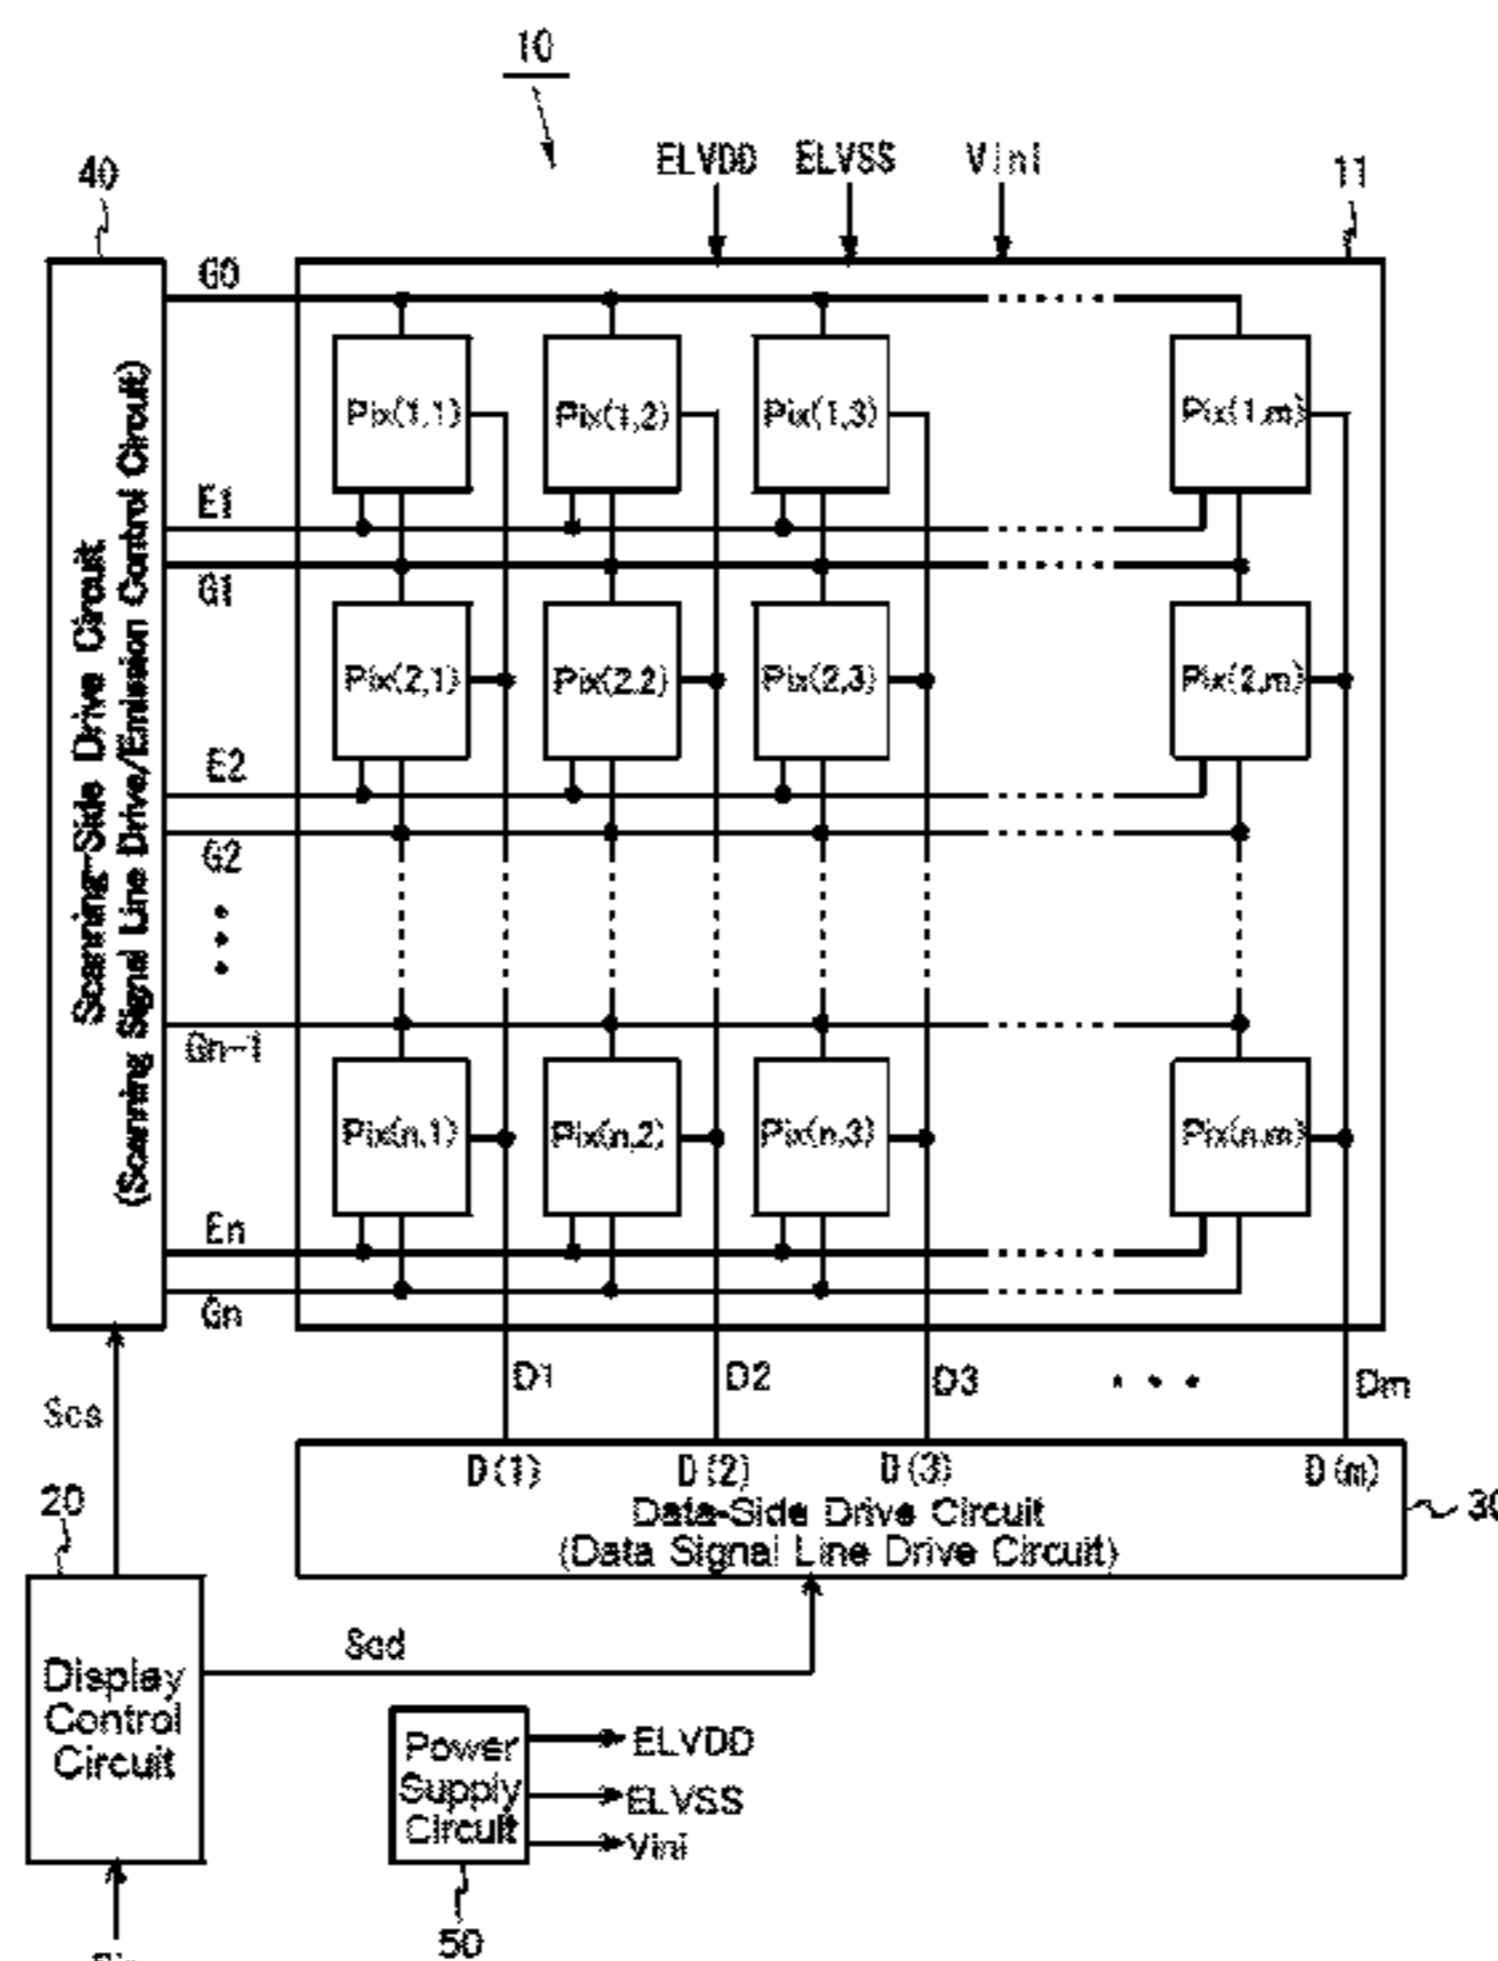 10
ELVDD ELVSS Vini
40
11
G0
Pix(1,1) Pix(1,2) Pix(1,3) Pix(1,m)
E1
G1
Pix(2,1) Pix(2,2) Pix(2,3) Pix(2,m)
E2
G2
Gn-1
Pix(n,1) Pix(n,2) Pix(n,3) Pix(n,m)
En
Gn
Scanning-Side Drive Circuit
(Scanning Signal Line Drive/Emission Control Circuit)
D1 D2 D3 Dm
Scs
D(1) D(2) D(3) D(m)
Data-Side Drive Circuit
(Data Signal Line Drive Circuit)
30
20
Scd
Display
Control
Circuit
Power
Supply
Circuit
ELVDD
ELVSS
Vini
50